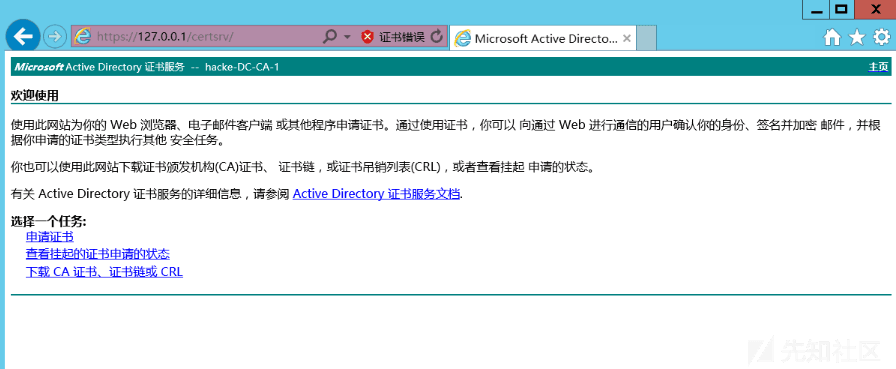 https://127.0.0.1/certsrv/
证书错误
Microsoft Active Directo...
Microsoft Active Directory 证书服务 -- hacke-DC-CA-1
主页
欢迎使用
使用此网站为你的 Web 浏览器、电子邮件客户端 或其他程序申请证书。通过使用证书，你可以 向通过 Web 进行通信的用户确认你的身份、签名并加密 邮件，并根
据你申请的证书类型执行其他 安全任务。
你也可以使用此网站下载证书颁发机构(CA)证书、 证书链，或证书吊销列表(CRL)，或者查看挂起 申请的状态。
有关 Active Directory 证书服务的详细信息，请参阅 Active Directory 证书服务文档.
选择一个任务:
申请证书
查看挂起的证书申请的状态
下载 CA 证书、证书链或 CRL
先知社区